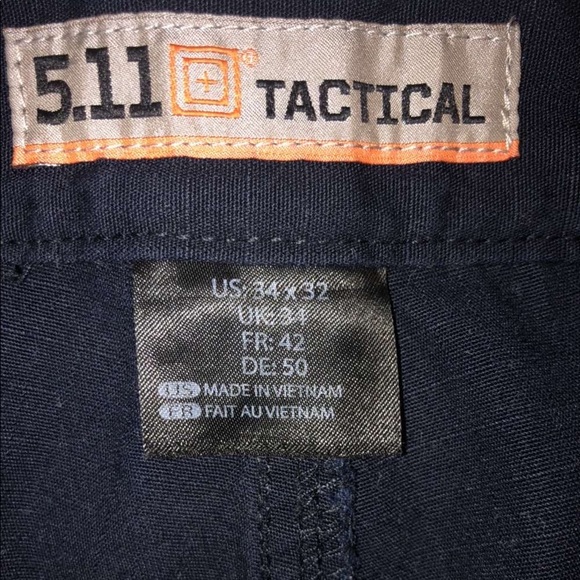 5.11 ® TACTICAL
US: 34 x 32
UK: 34
FR: 42
DE: 50
US MADE IN VIETNAM
FR FAIT AU VIETNAM